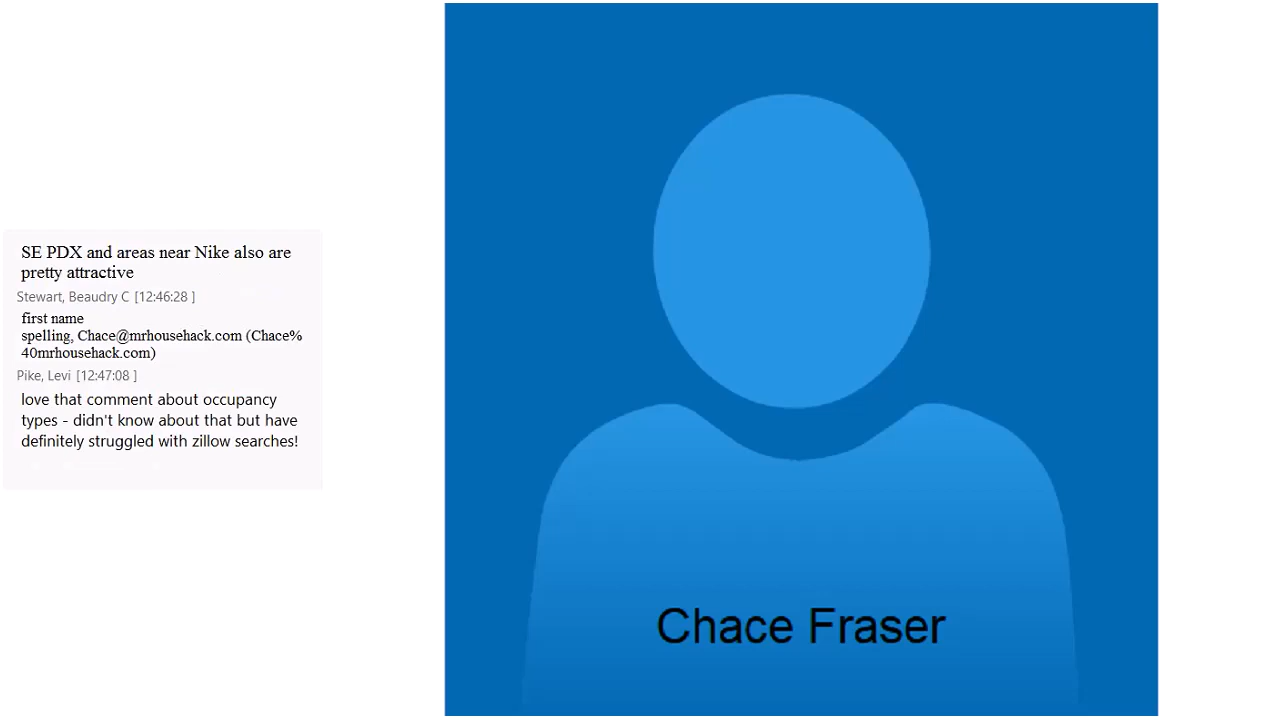 SE PDX and areas near Nike also are
pretty attractive
Stewart, Beaudry C [12:46:28 ]
first name
spelling, Chace@mrhousehack.com (Chace%
40mrhousehack.com)
Pike, Levi [12:47:08 ]
love that comment about occupancy
types - didn't know about that but have
definitely struggled with zillow searches!
Chace Fraser